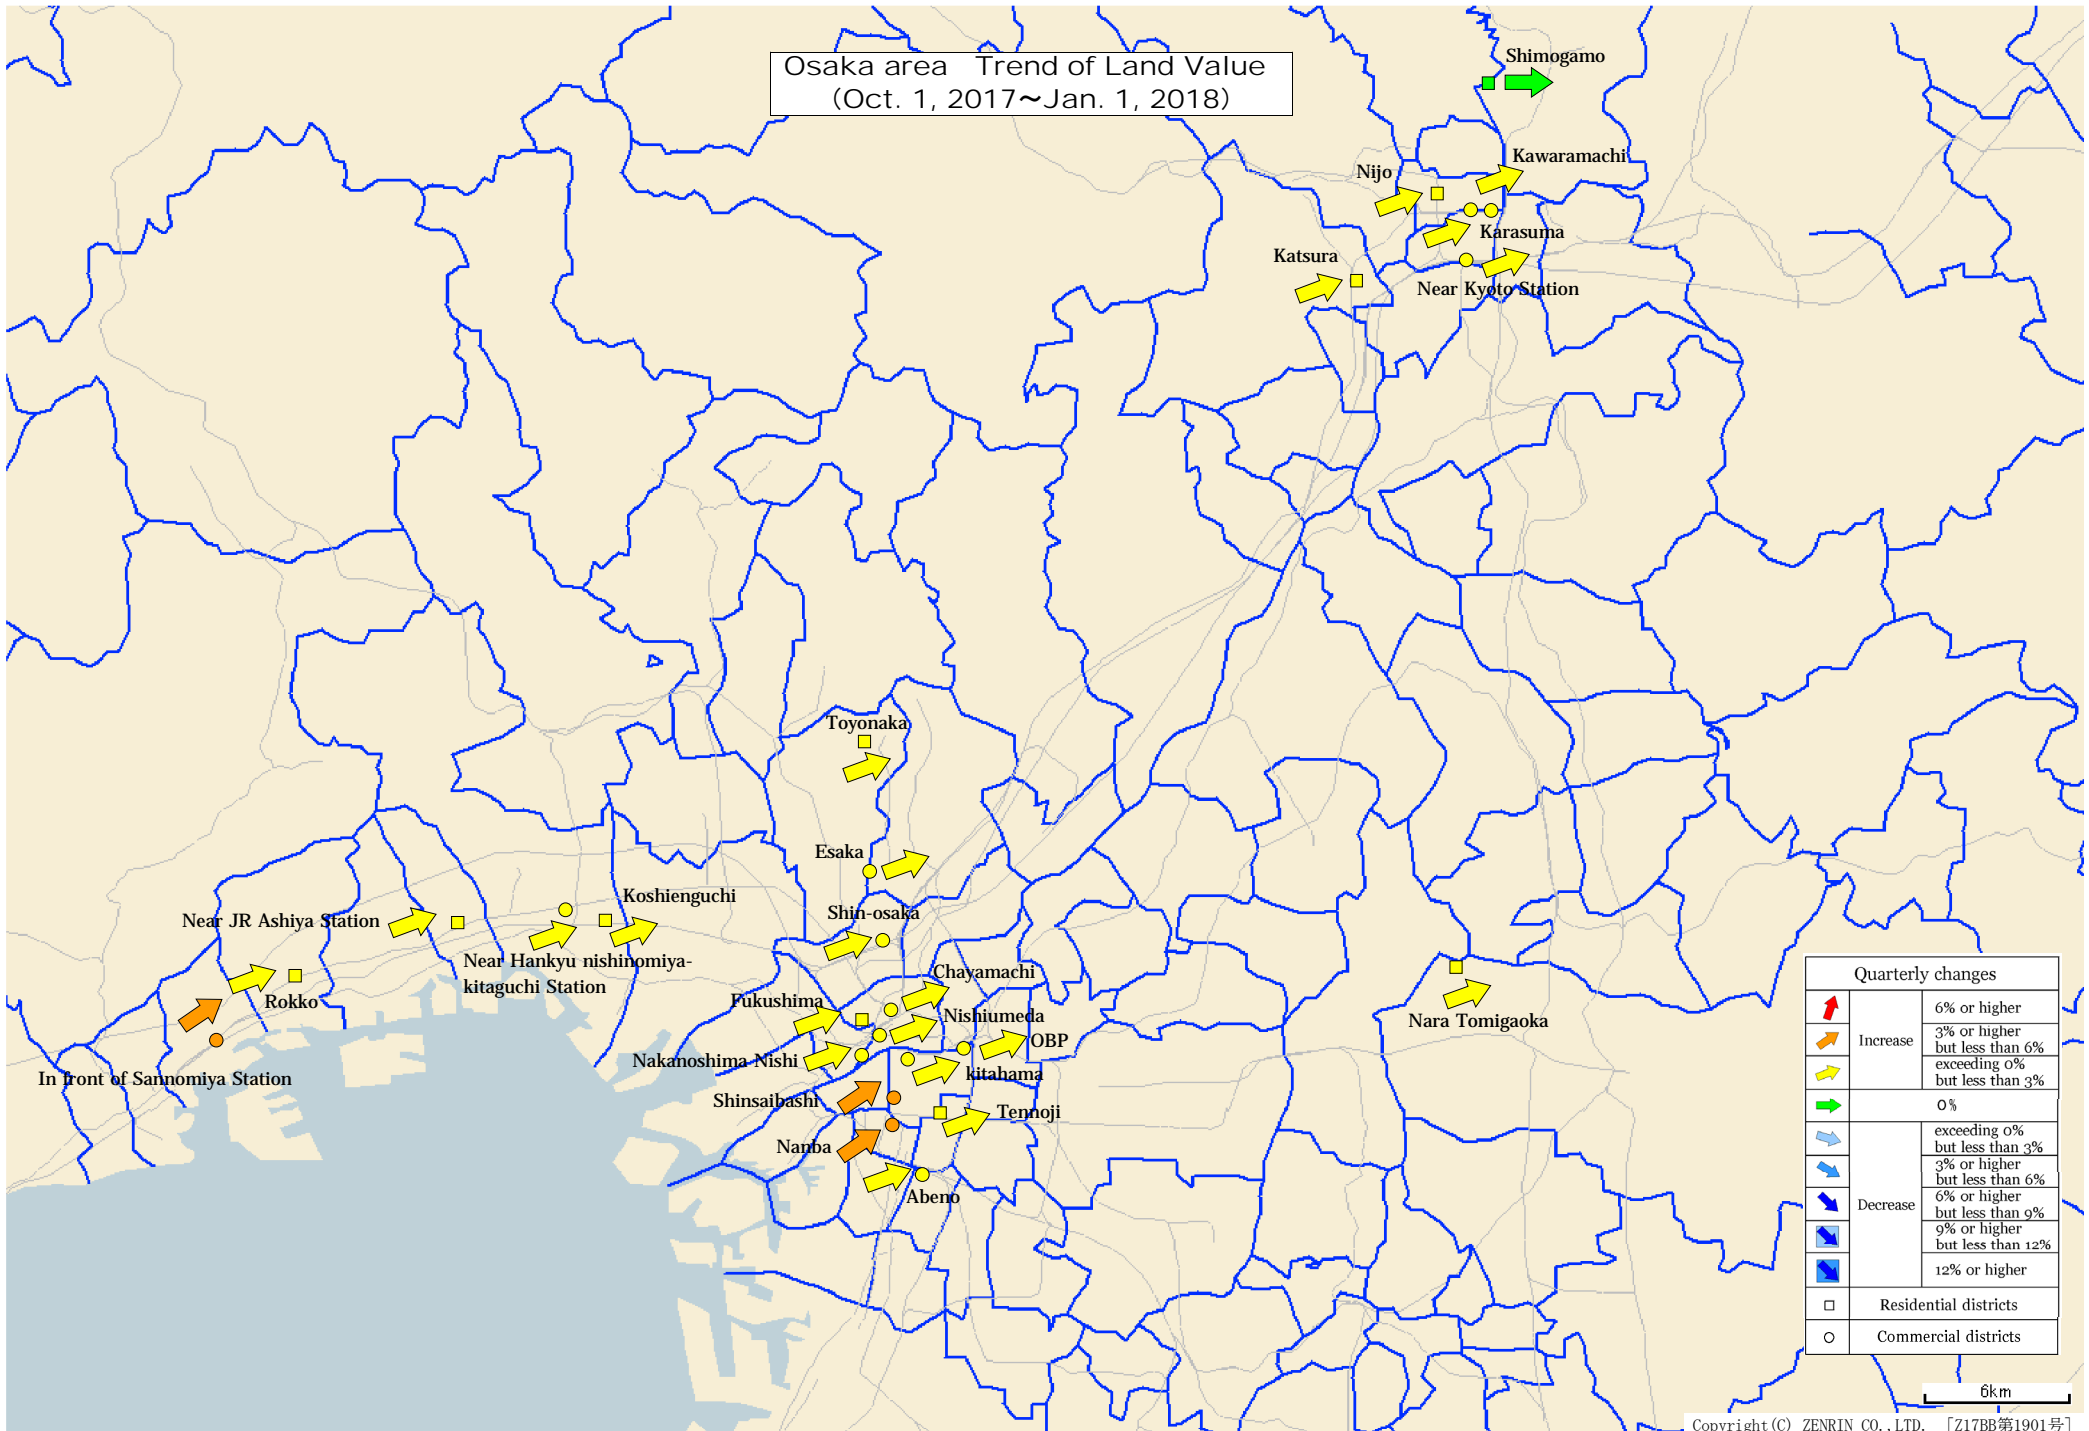 Osaka area Trend of Land Value
(Oct. 1, 2017～Jan. 1, 2018)
Shimogamo
Kawaramachi
Nijo
Karasuma
Katsura
Near Kyoto Station
Toyonaka
Esaka
Koshienguchi
Near JR Ashiya Station
Shin-osaka
Near Hankyu nishinomiya-
kitaguchi Station
Chayamachi
Rokko
Fukushima
Nishiumeda
Nara Tomigaoka
OBP
Nakanoshima-Nishi
kitahama
In front of Sannomiya Station
Shinsaibashi
Tennoji
Nanba
Abeno
Quarterly changes
Increase
6% or higher
3% or higher
but less than 6%
exceeding 0%
but less than 3%
0%
Decrease
exceeding 0%
but less than 3%
3% or higher
but less than 6%
6% or higher
but less than 9%
9% or higher
but less than 12%
12% or higher
Residential districts
Commercial districts
6km
Copyright(C) ZENRIN CO.,LTD. ［Z17BB第1901号］